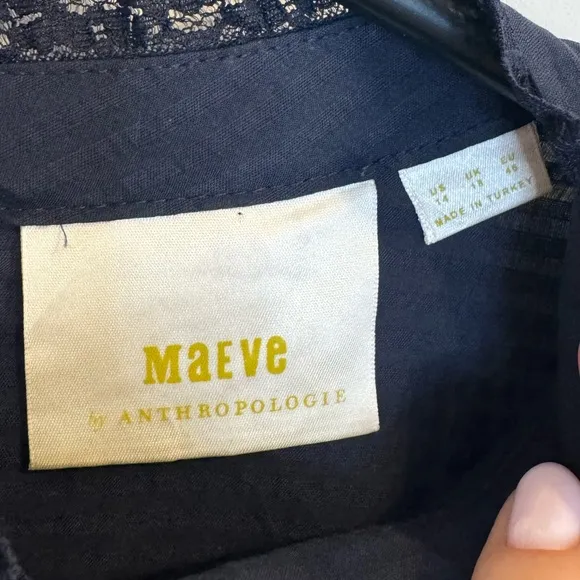 MaEVe
by ANTHROPOLOGIE
US UK EU
14 18 46
MADE IN TURKEY